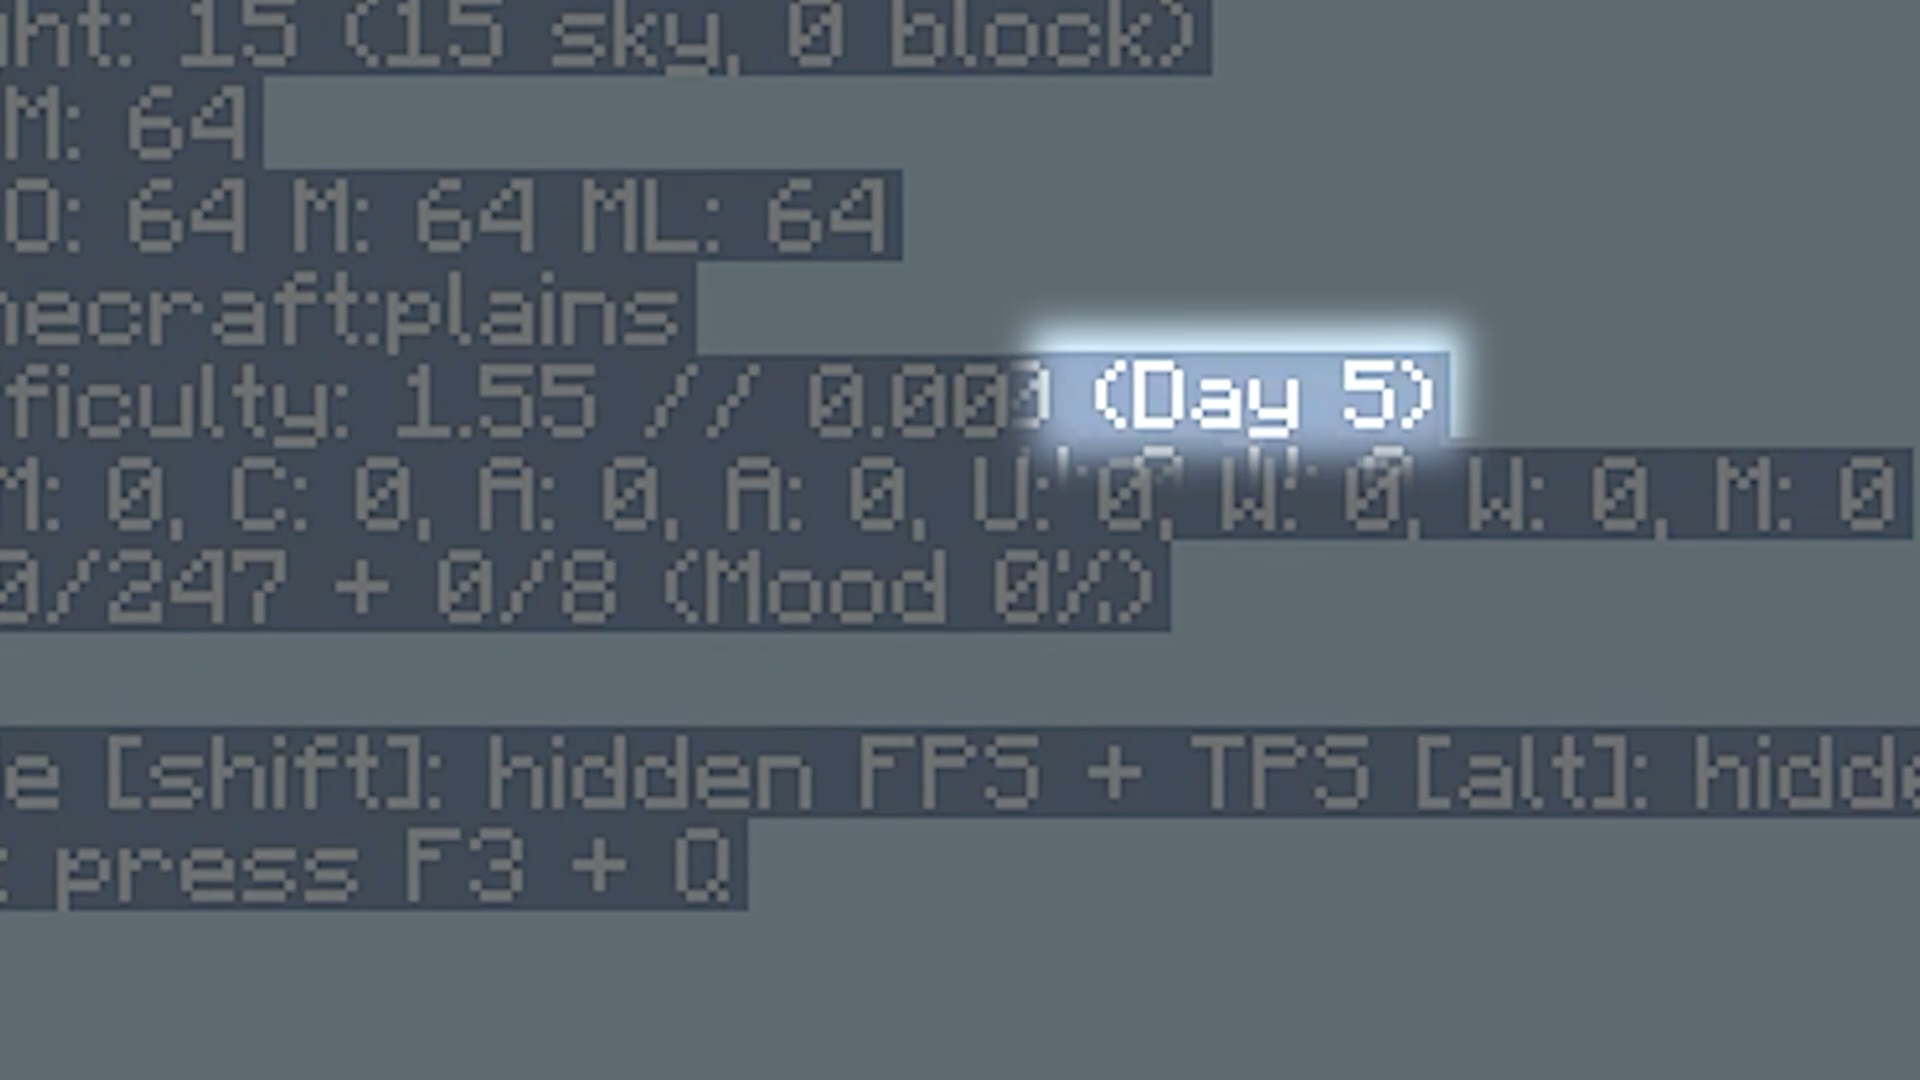 ht: 15 (15 sky, 0 block)
M: 64
O: 64 M: 64 ML: 64
necraft:plains
ficulty: 1.55 // 0.000 (Day 5)
M: 0, C: 0, A: 0, A: 0, U: 0, W: 0, W: 0, M: 0
0/247 + 0/8 (Mood 0%)
e [shift]: hidden FPS + TPS [alt]: hidde
: press F3 + Q